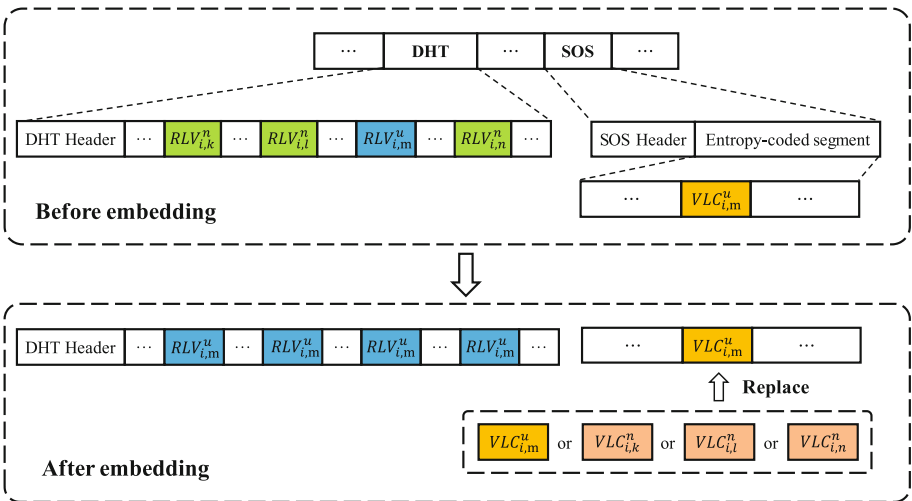 … DHT … SOS …
DHT Header … RLV^n_{i,k} … RLV^n_{i,l} … RLV^u_{i,m} … RLV^n_{i,n} …
SOS Header Entropy-coded segment
… VLC^u_{i,m} …
Before embedding
DHT Header … RLV^u_{i,m} … RLV^u_{i,m} … RLV^u_{i,m} … RLV^u_{i,m} …
… VLC^u_{i,m} …
Replace
VLC^u_{i,m} or VLC^n_{i,k} or VLC^n_{i,l} or VLC^n_{i,n}
After embedding